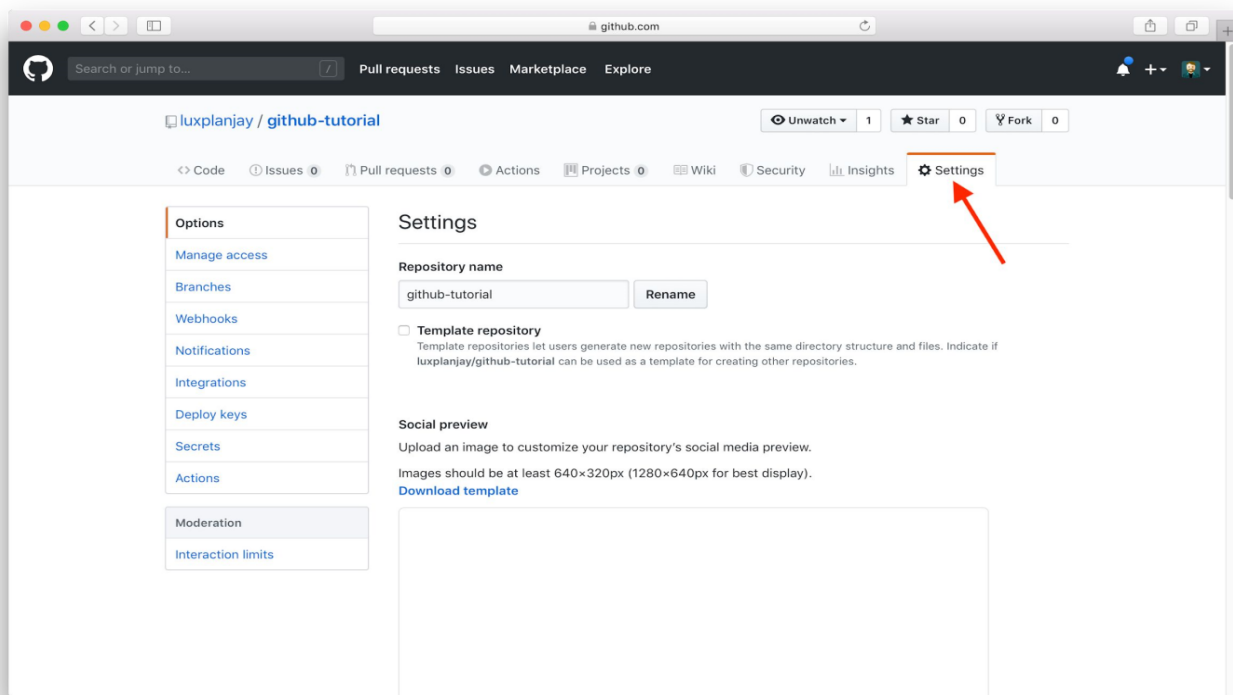 github.com
Search or jump to... /
Pull requests Issues Marketplace Explore
luxplanjay / github-tutorial
Unwatch 1 Star 0 Fork 0
Code Issues 0 Pull requests 0 Actions Projects 0 Wiki Security Insights Settings
Options
Manage access
Branches
Webhooks
Notifications
Integrations
Deploy keys
Secrets
Actions
Moderation
Interaction limits
Settings
Repository name
github-tutorial Rename
Template repository
Template repositories let users generate new repositories with the same directory structure and files. Indicate if
luxplanjay/github-tutorial can be used as a template for creating other repositories.
Social preview
Upload an image to customize your repository's social media preview.
Images should be at least 640×320px (1280×640px for best display).
Download template